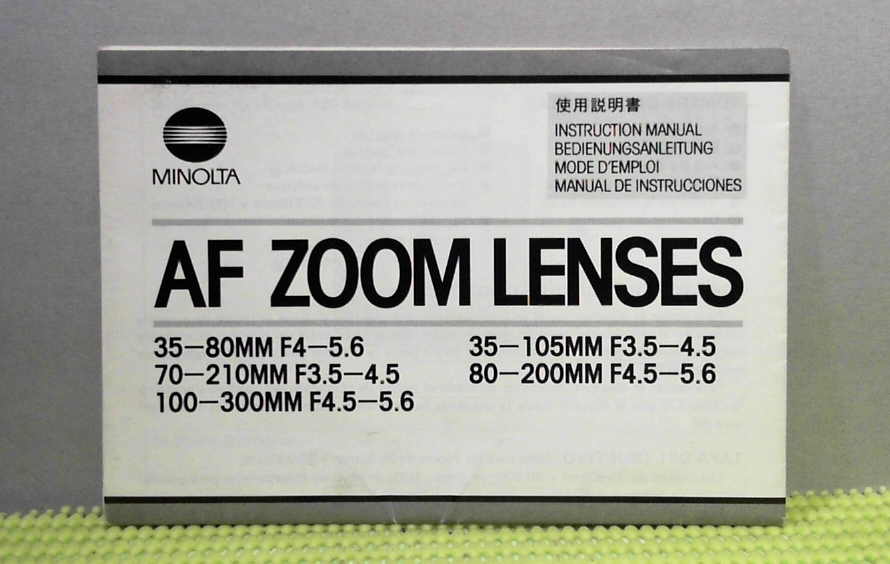 MINOLTA
使用説明書
INSTRUCTION MANUAL
BEDIENUNGSANLEITUNG
MODE D'EMPLOI
MANUAL DE INSTRUCCIONES
AF ZOOM LENSES
35—80MM F4—5.6
35—105MM F3.5—4.5
70—210MM F3.5—4.5
80—200MM F4.5—5.6
100—300MM F4.5—5.6